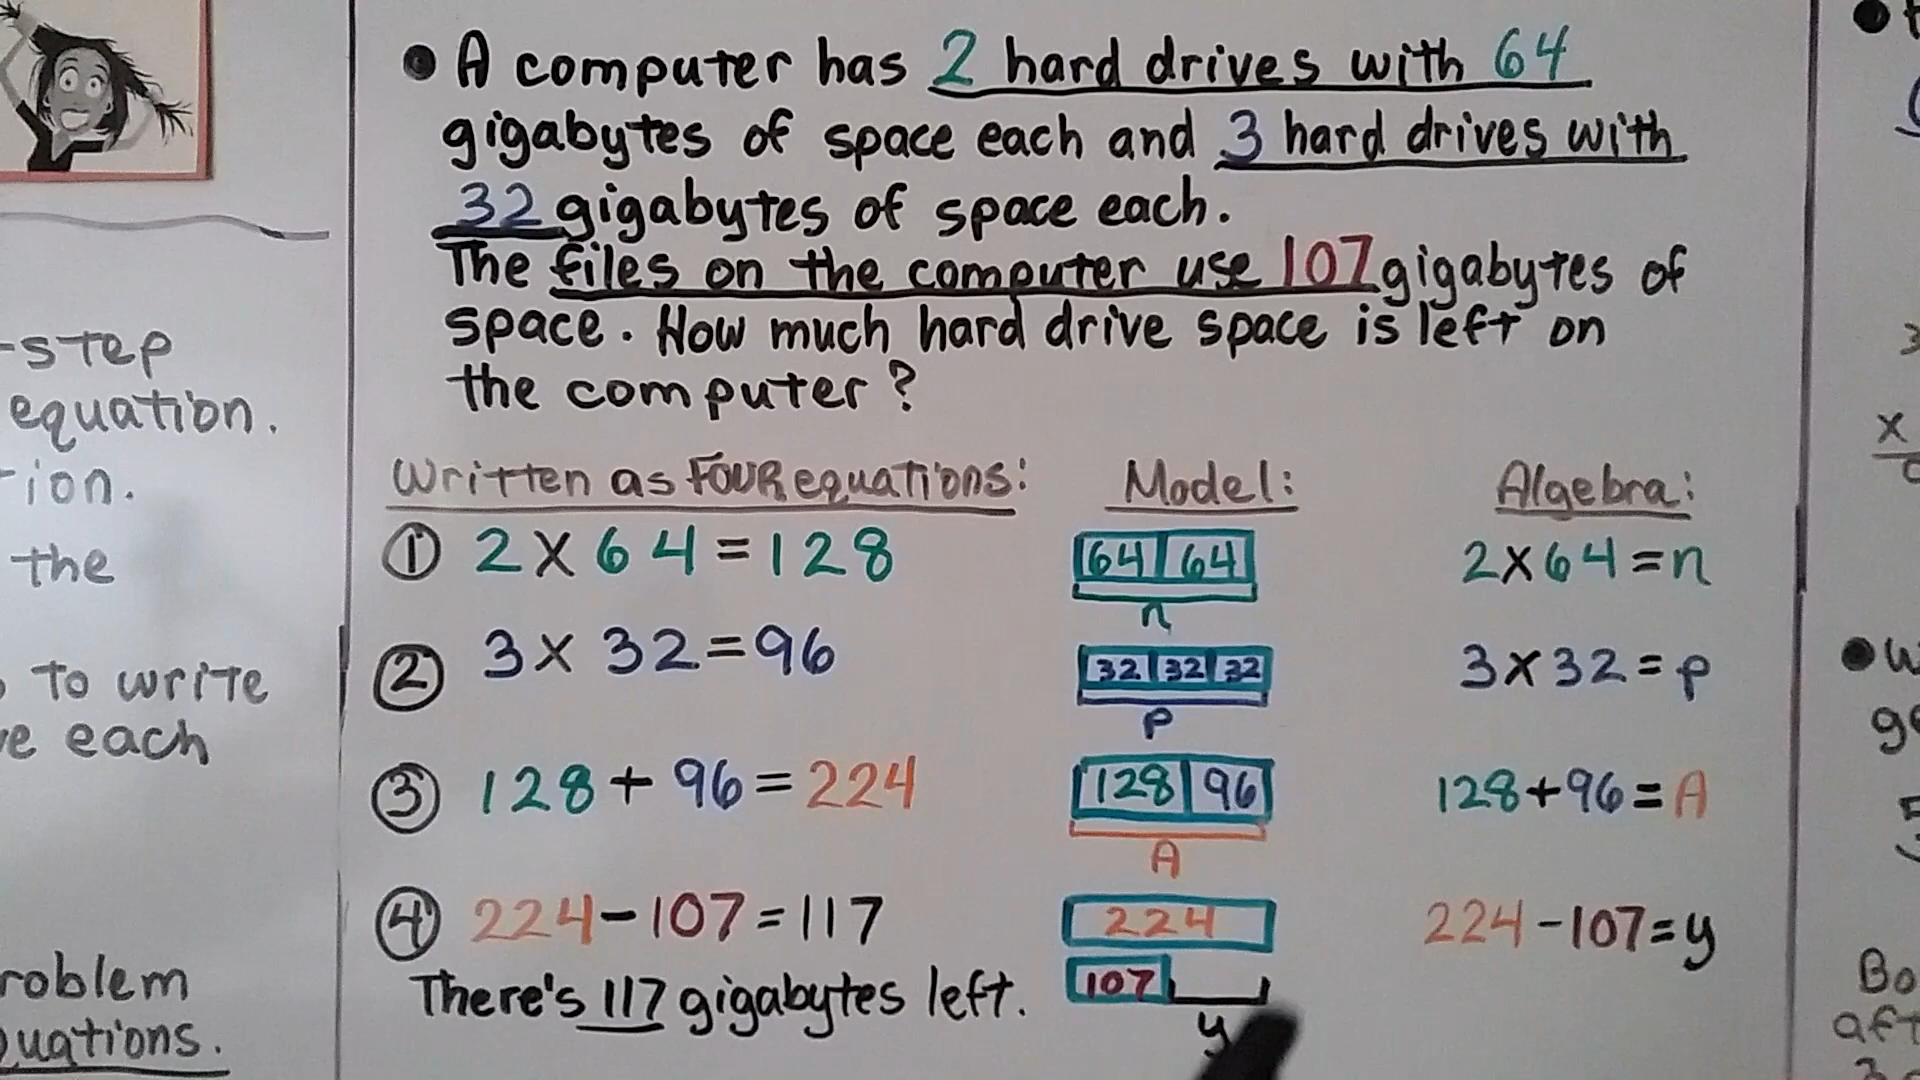 • A computer has 2 hard drives with 64
gigabytes of space each and 3 hard drives with
32 gigabytes of space each.
The files on the computer use 107 gigabytes of
space. How much hard drive space is left on
the computer?
Written as FOUR equations:
Model:
Algebra:
① 2 x 64 = 128
64 64
n
2 x 64 = n
② 3 x 32 = 96
32 32 32
p
3 x 32 = p
③ 128 + 96 = 224
128 96
A
128 + 96 = A
④ 224 - 107 = 117
224
224 - 107 = y
There's 117 gigabytes left.
107
y
-step
equation.
the
to write
each